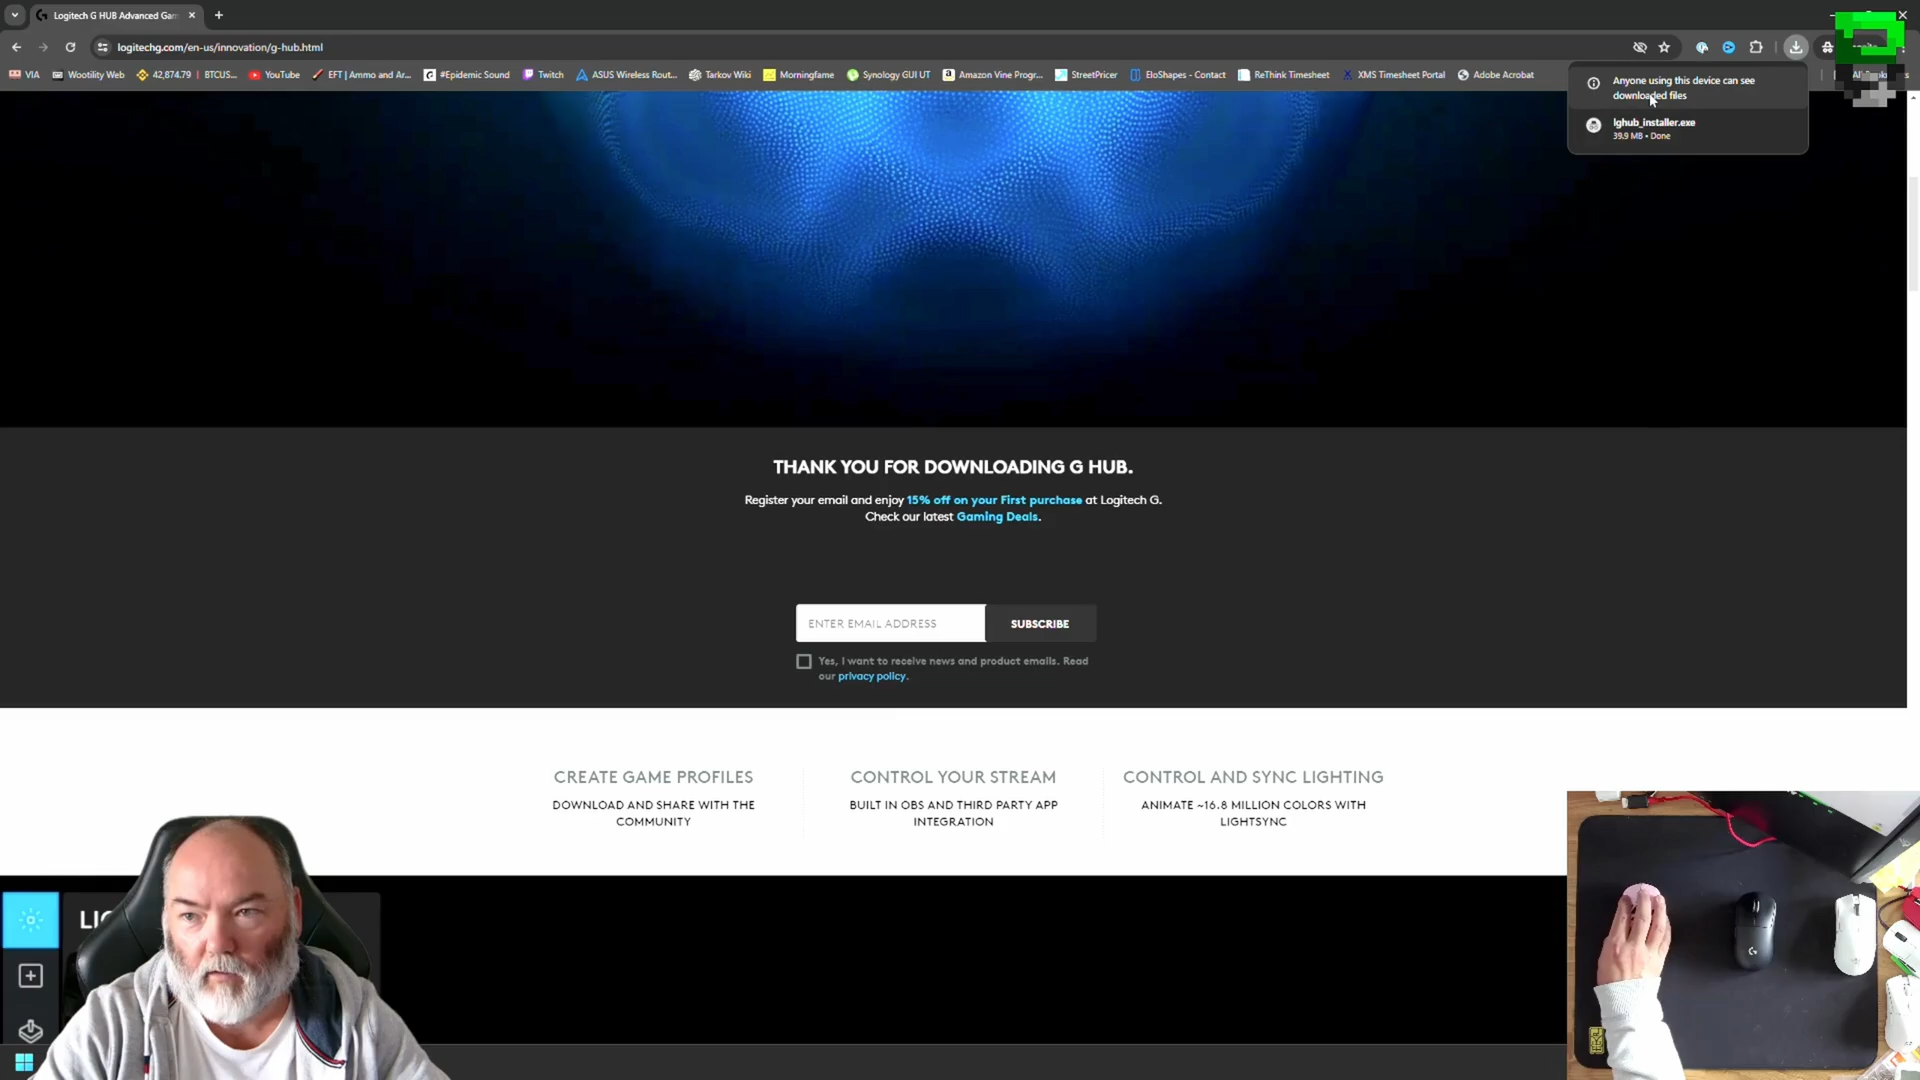 Logitech G HUB Advanced Gam
logitechg.com/en-us/innovation/g-hub.html
VIA
Wootility Web
42,874.79 | BTCUS...
YouTube
EFT | Ammo and Ar...
#Epidemic Sound
Twitch
ASUS Wireless Rout...
Tarkov Wiki
Morningfame
Synology GUI UT
Amazon Vine Progr...
StreetPricer
EloShapes - Contact
ReThink Timesheet
XMS Timesheet Portal
Adobe Acrobat
Anyone using this device can see
downloaded files
lghub_installer.exe
39.9 MB • Done
THANK YOU FOR DOWNLOADING G HUB.
Register your email and enjoy 15% off on your First purchase at Logitech G.
Check our latest Gaming Deals.
ENTER EMAIL ADDRESS
SUBSCRIBE
Yes, I want to receive news and product emails. Read
our privacy policy.
CREATE GAME PROFILES
DOWNLOAD AND SHARE WITH THE
COMMUNITY
CONTROL YOUR STREAM
BUILT IN OBS AND THIRD PARTY APP
INTEGRATION
CONTROL AND SYNC LIGHTING
ANIMATE ~16.8 MILLION COLORS WITH
LIGHTSYNC